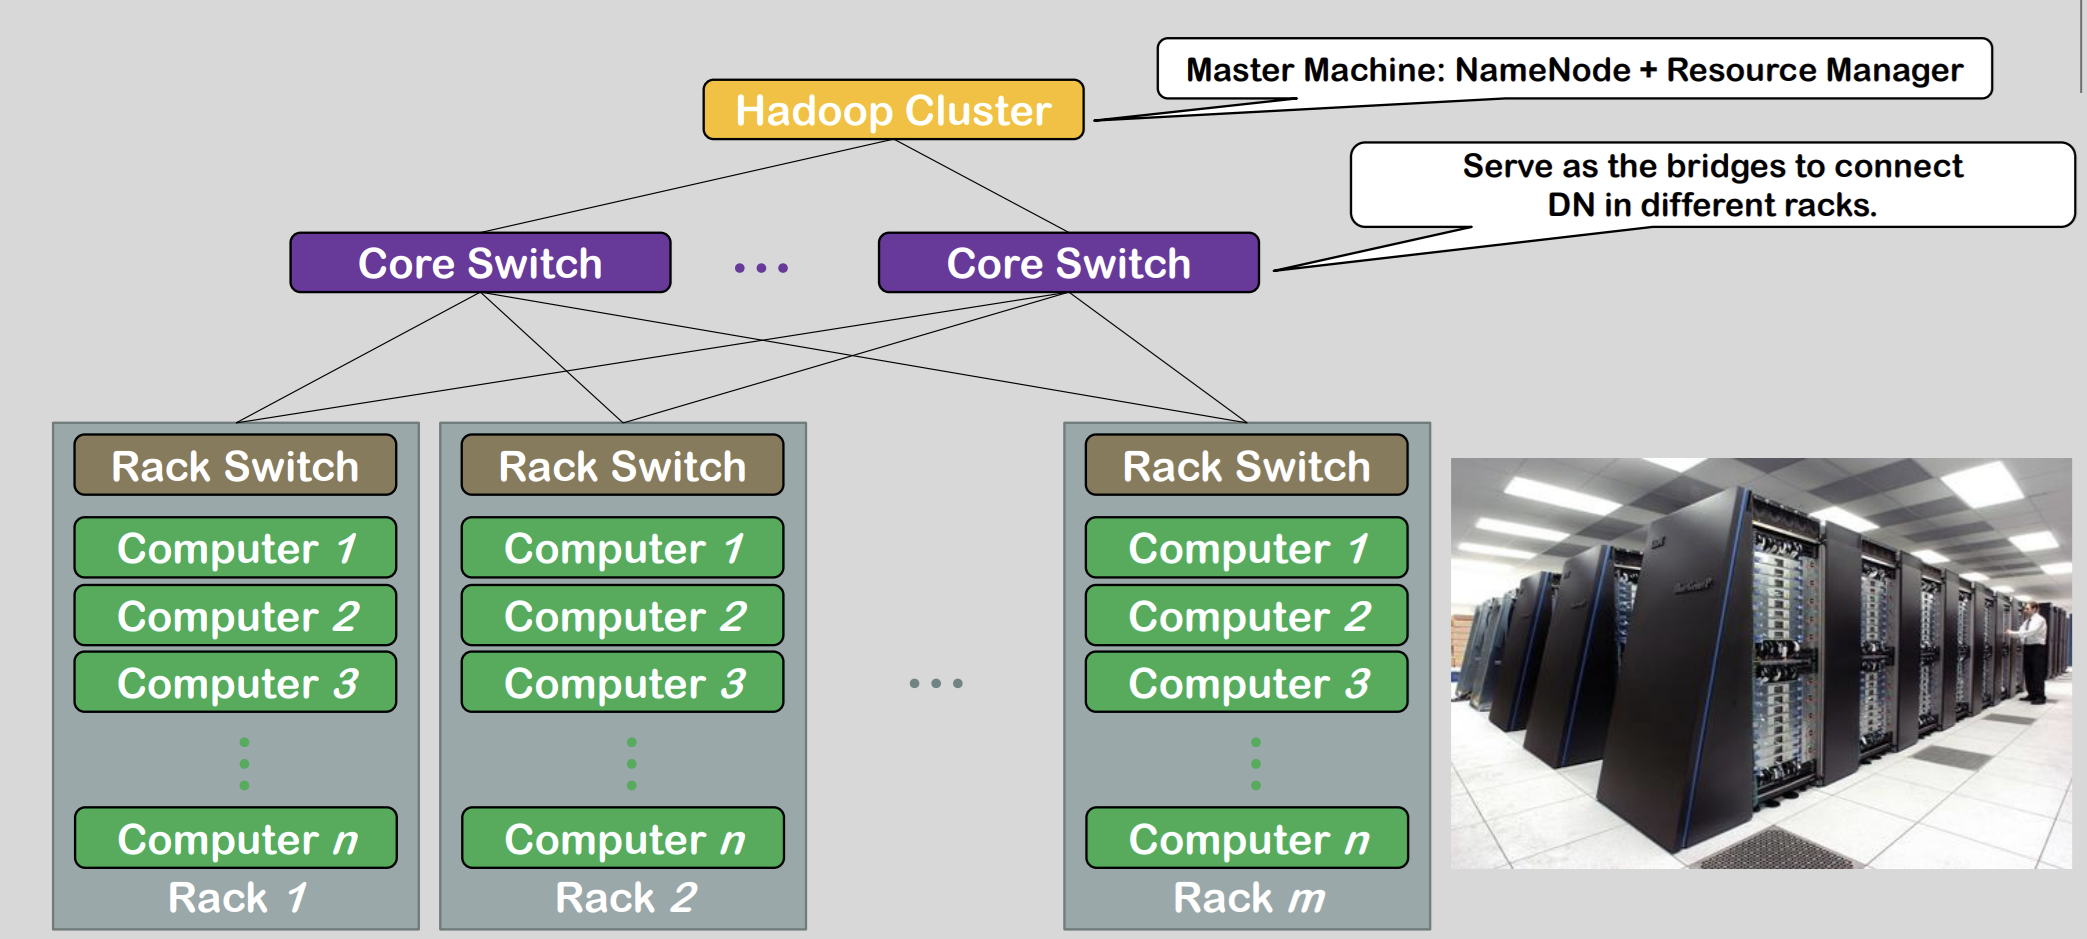 Master Machine: NameNode + Resource Manager
Hadoop Cluster
Serve as the bridges to connect
DN in different racks.
Core Switch
Core Switch
Rack Switch
Computer 1
Computer 2
Computer 3
Computer n
Rack 1
Rack Switch
Computer 1
Computer 2
Computer 3
Computer n
Rack 2
Rack Switch
Computer 1
Computer 2
Computer 3
Computer n
Rack m